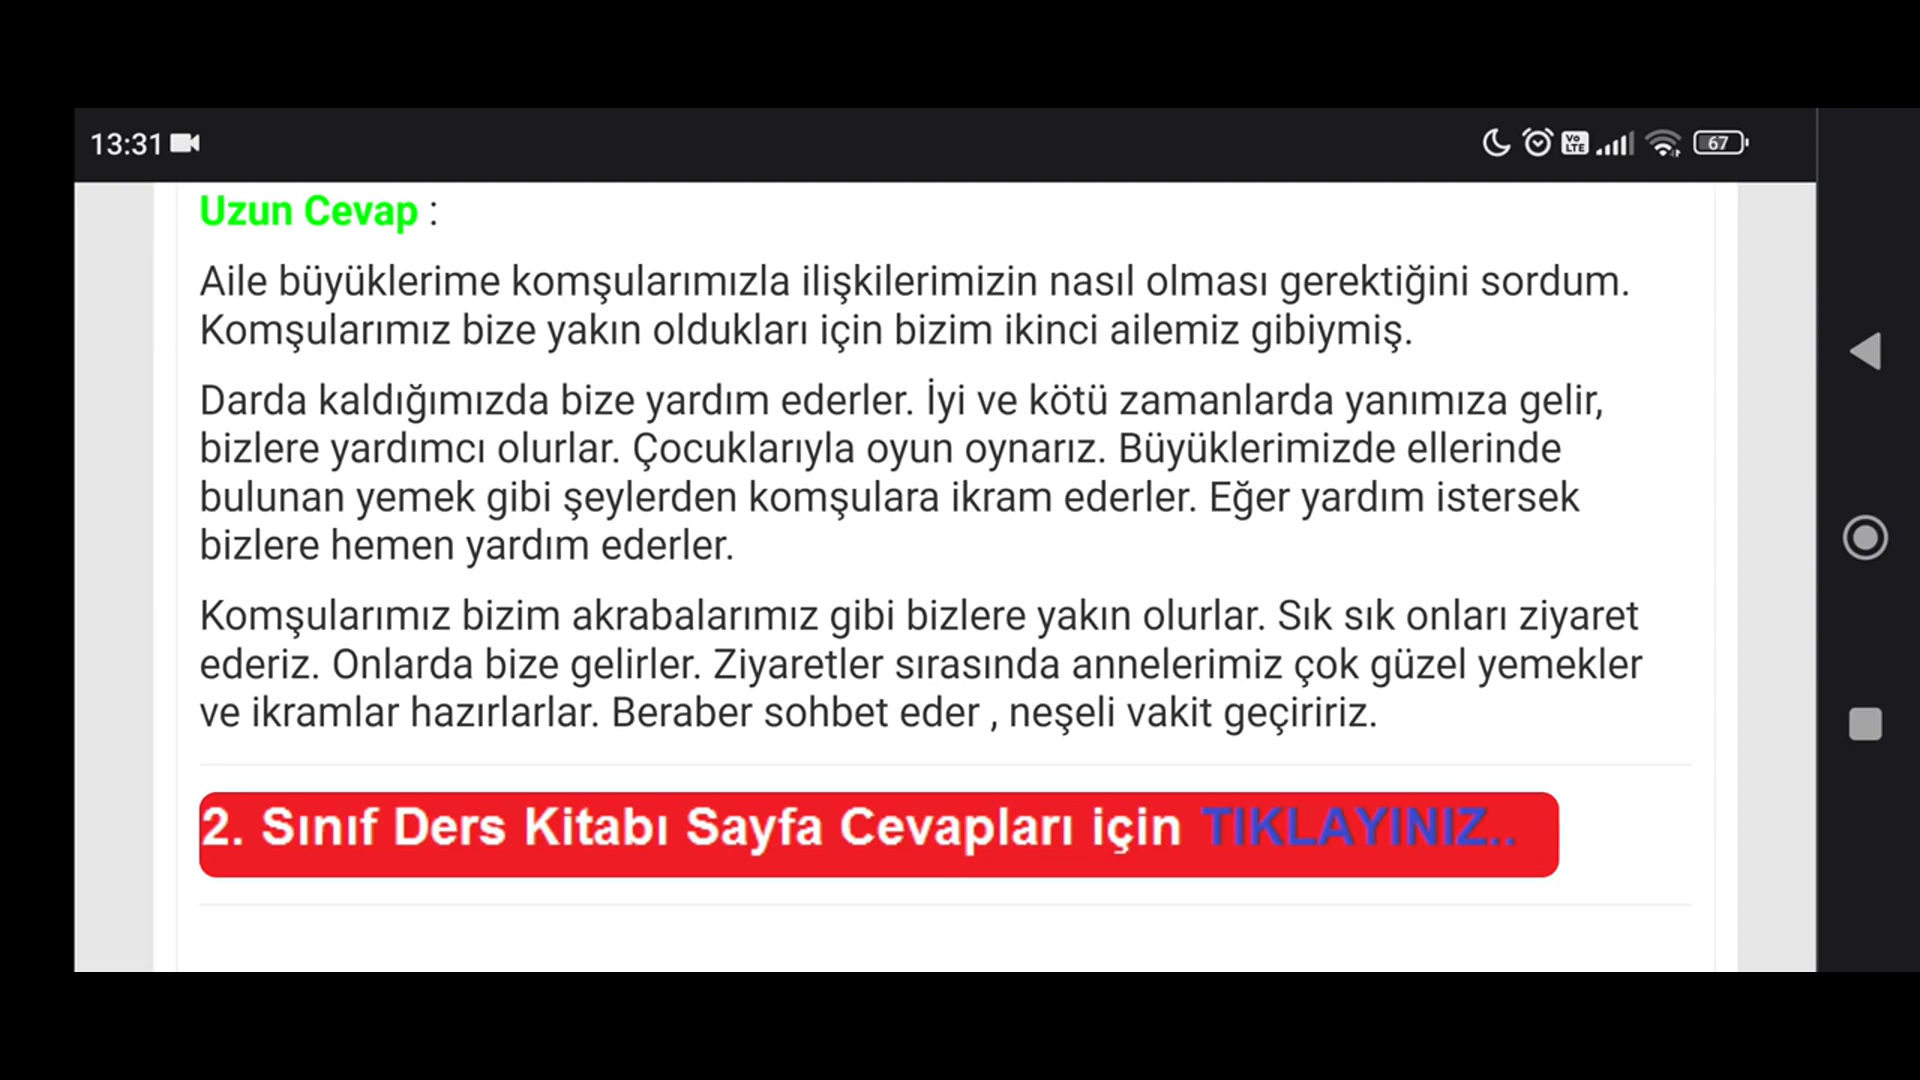 13:31
Vo LTE
67
Uzun Cevap :
Aile büyüklerime komşularımızla ilişkilerimizin nasıl olması gerektiğini sordum.
Komşularımız bize yakın oldukları için bizim ikinci ailemiz gibiymiş.
Darda kaldığımızda bize yardım ederler. İyi ve kötü zamanlarda yanımıza gelir,
bizlere yardımcı olurlar. Çocuklarıyla oyun oynarız. Büyüklerimizde ellerinde
bulunan yemek gibi şeylerden komşulara ikram ederler. Eğer yardım istersek
bizlere hemen yardım ederler.
Komşularımız bizim akrabalarımız gibi bizlere yakın olurlar. Sık sık onları ziyaret
ederiz. Onlarda bize gelirler. Ziyaretler sırasında annelerimiz çok güzel yemekler
ve ikramlar hazırlarlar. Beraber sohbet eder , neşeli vakit geçiririz.
2. Sınıf Ders Kitabı Sayfa Cevapları için TIKLAYINIZ..